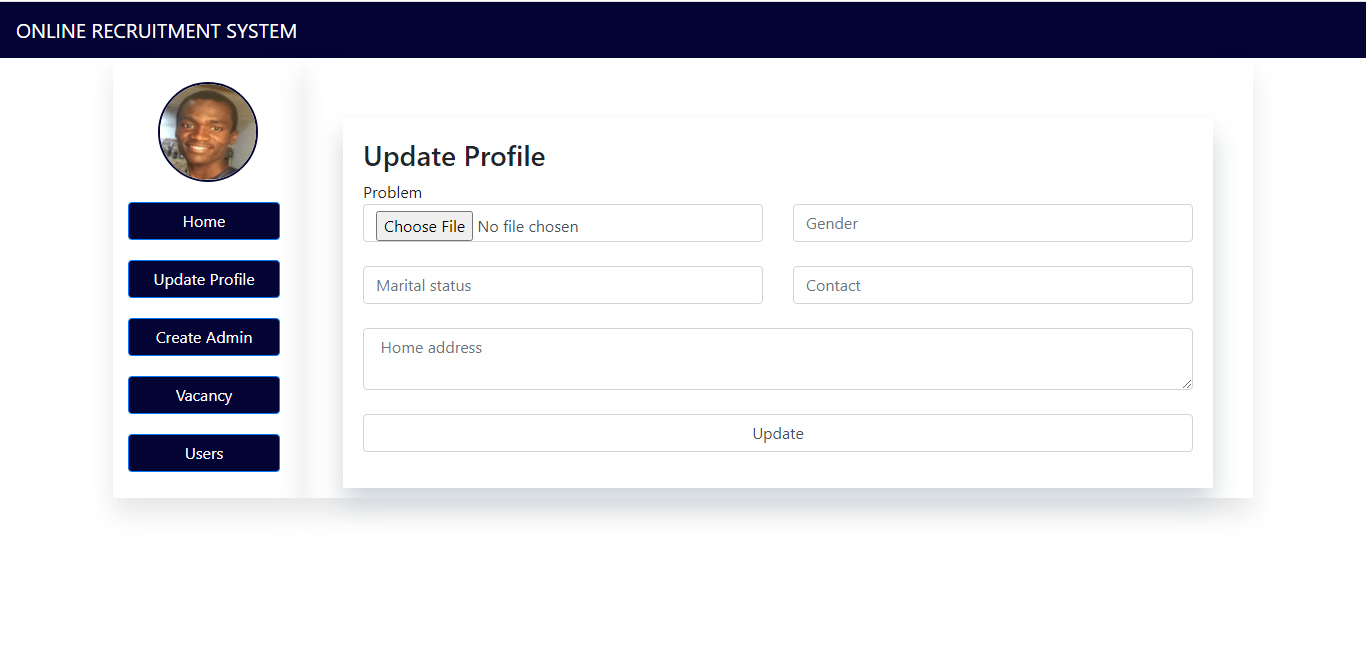 ONLINE RECRUITMENT SYSTEM
Home
Update Profile
Create Admin
Vacancy
Users
Update Profile
Problem
Choose File No file chosen
Gender
Marital status
Contact
Home address
Update